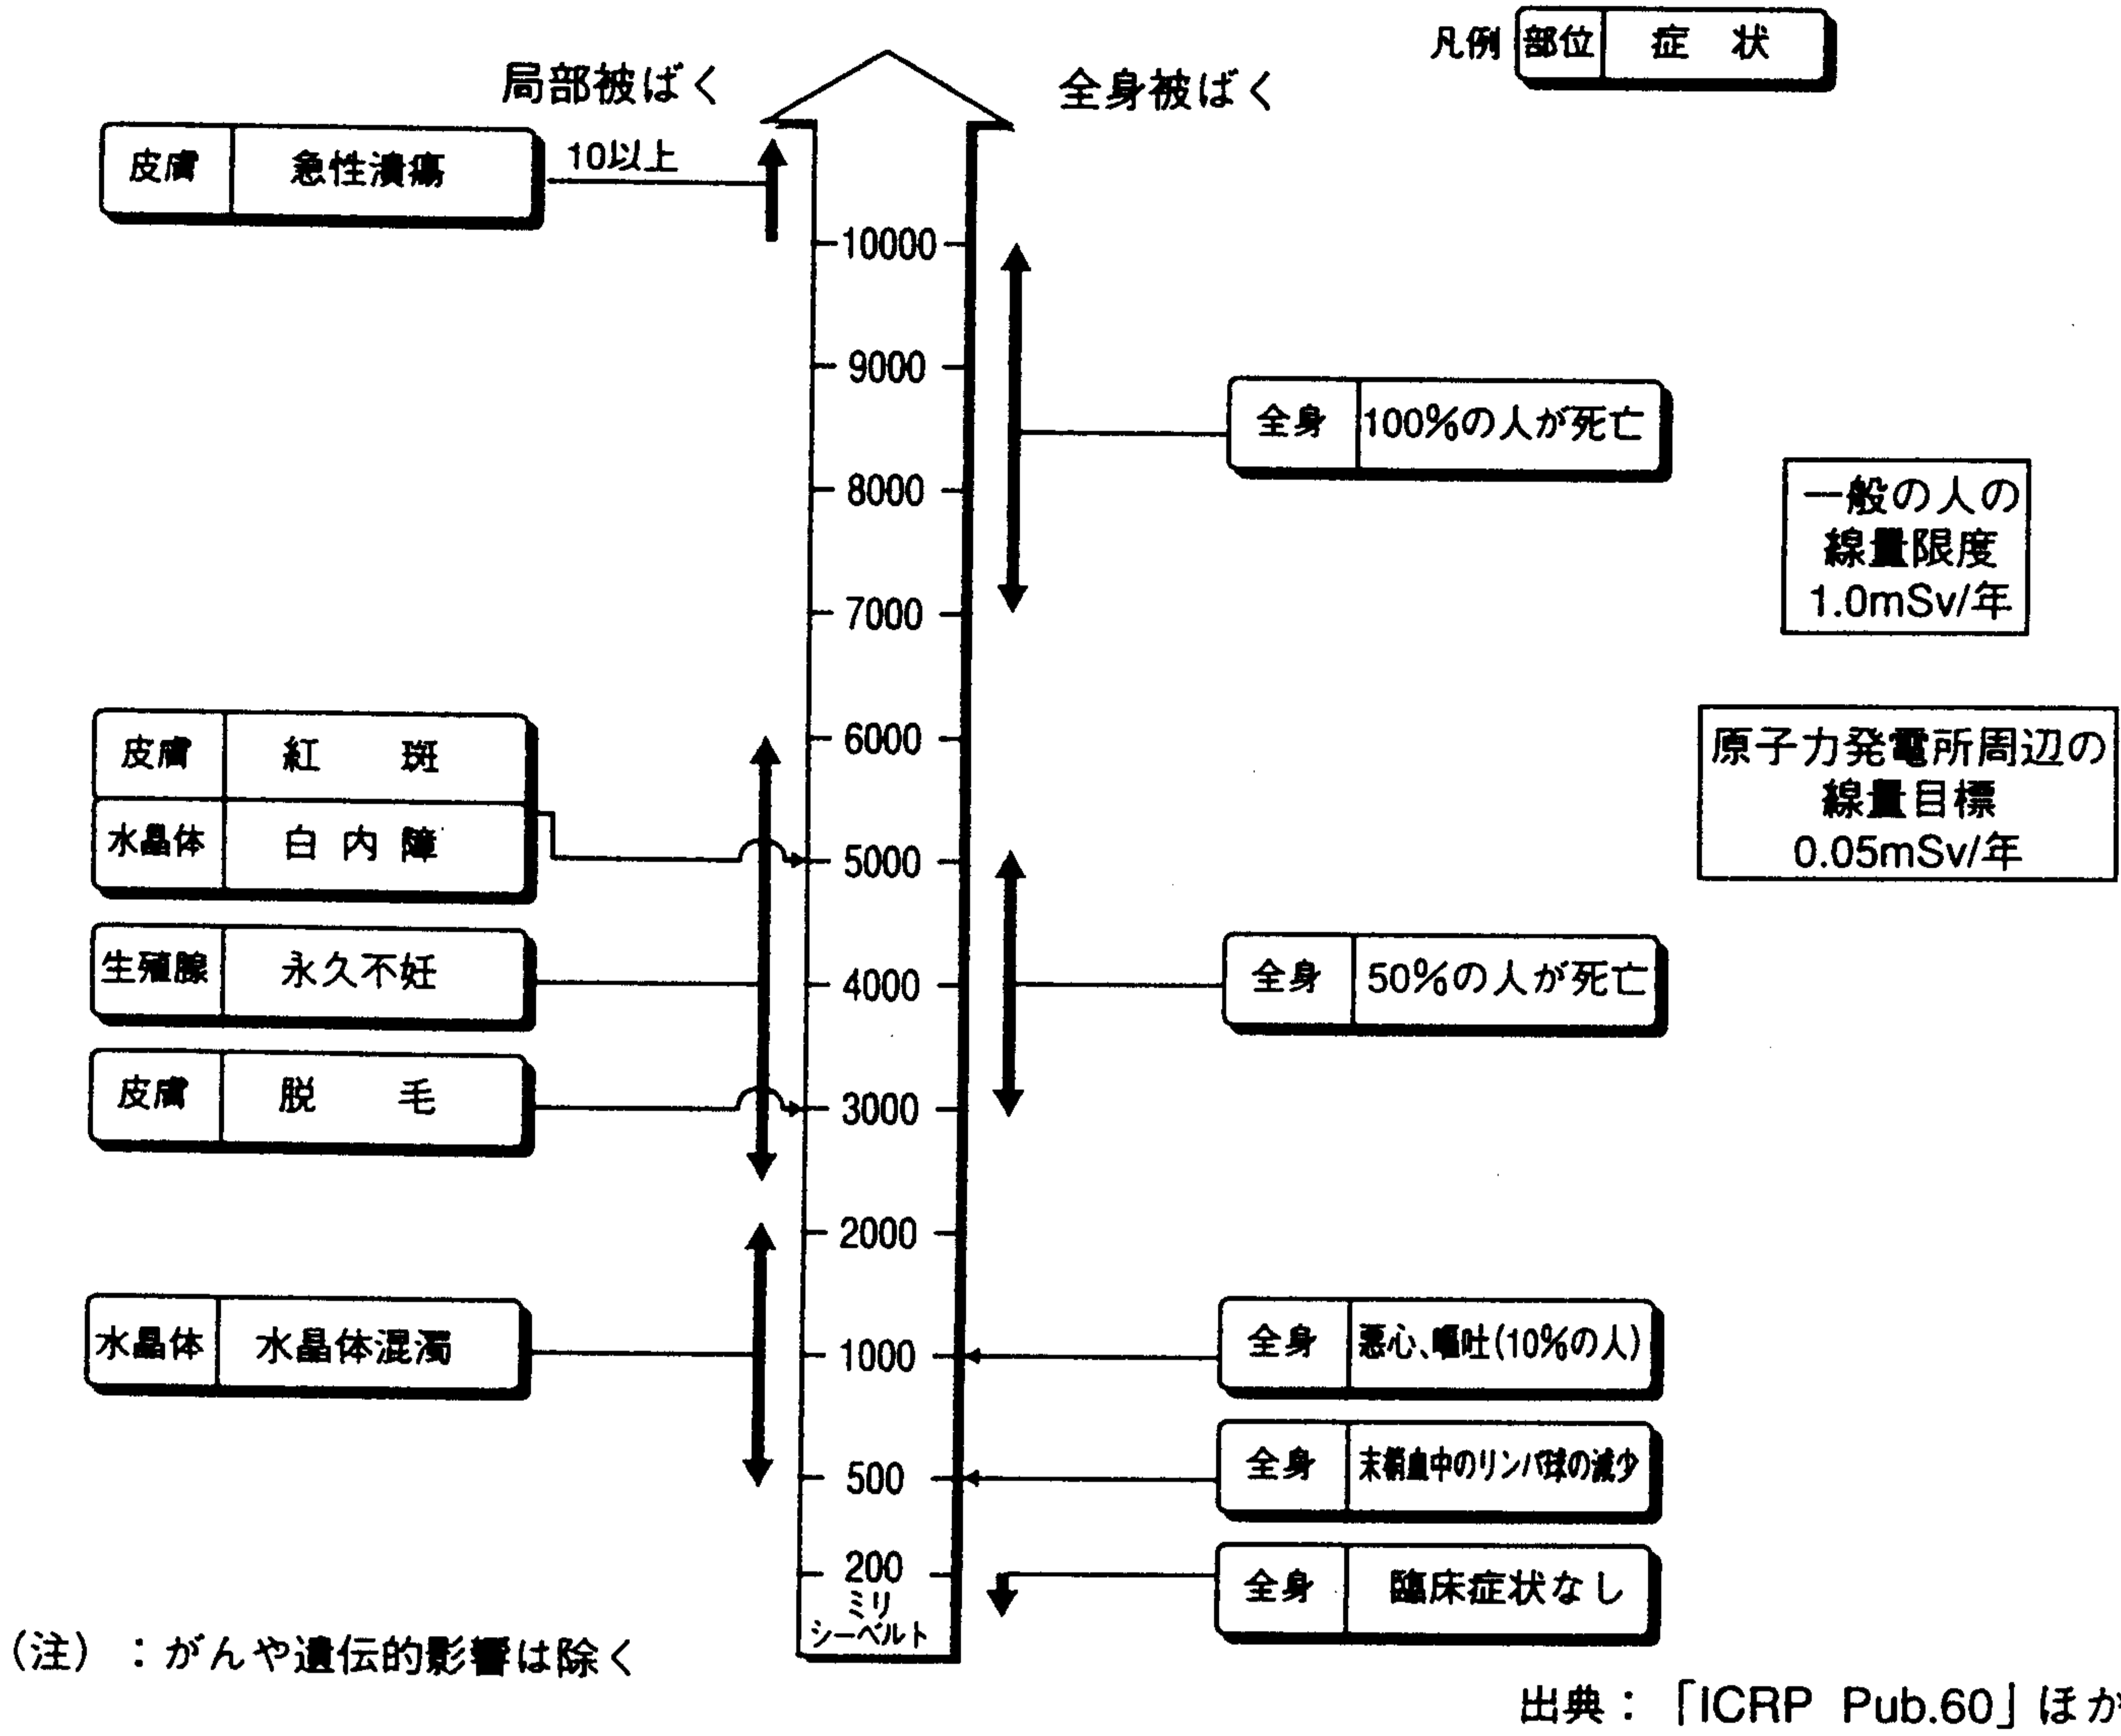 凡例 部位 症 状
局部被ばく
全身被ばく
皮膚 急性潰瘍 10以上
10000
9000
全身 100%の人が死亡
8000
一般の人の
線量限度
1.0mSv/年
7000
皮膚 紅 斑
6000
原子力発電所周辺の
線量目標
0.05mSv/年
水晶体 白内障
5000
生殖腺 永久不妊
4000
全身 50%の人が死亡
皮膚 脱 毛
3000
2000
水晶体 水晶体混濁
1000
全身 悪心、嘔吐(10%の人)
500
全身 末梢血中のリンパ球の減少
200
ミリ
シーベルト
全身 臨床症状なし
(注) :がんや遺伝的影響は除く
出典:「ICRP Pub.60」ほか